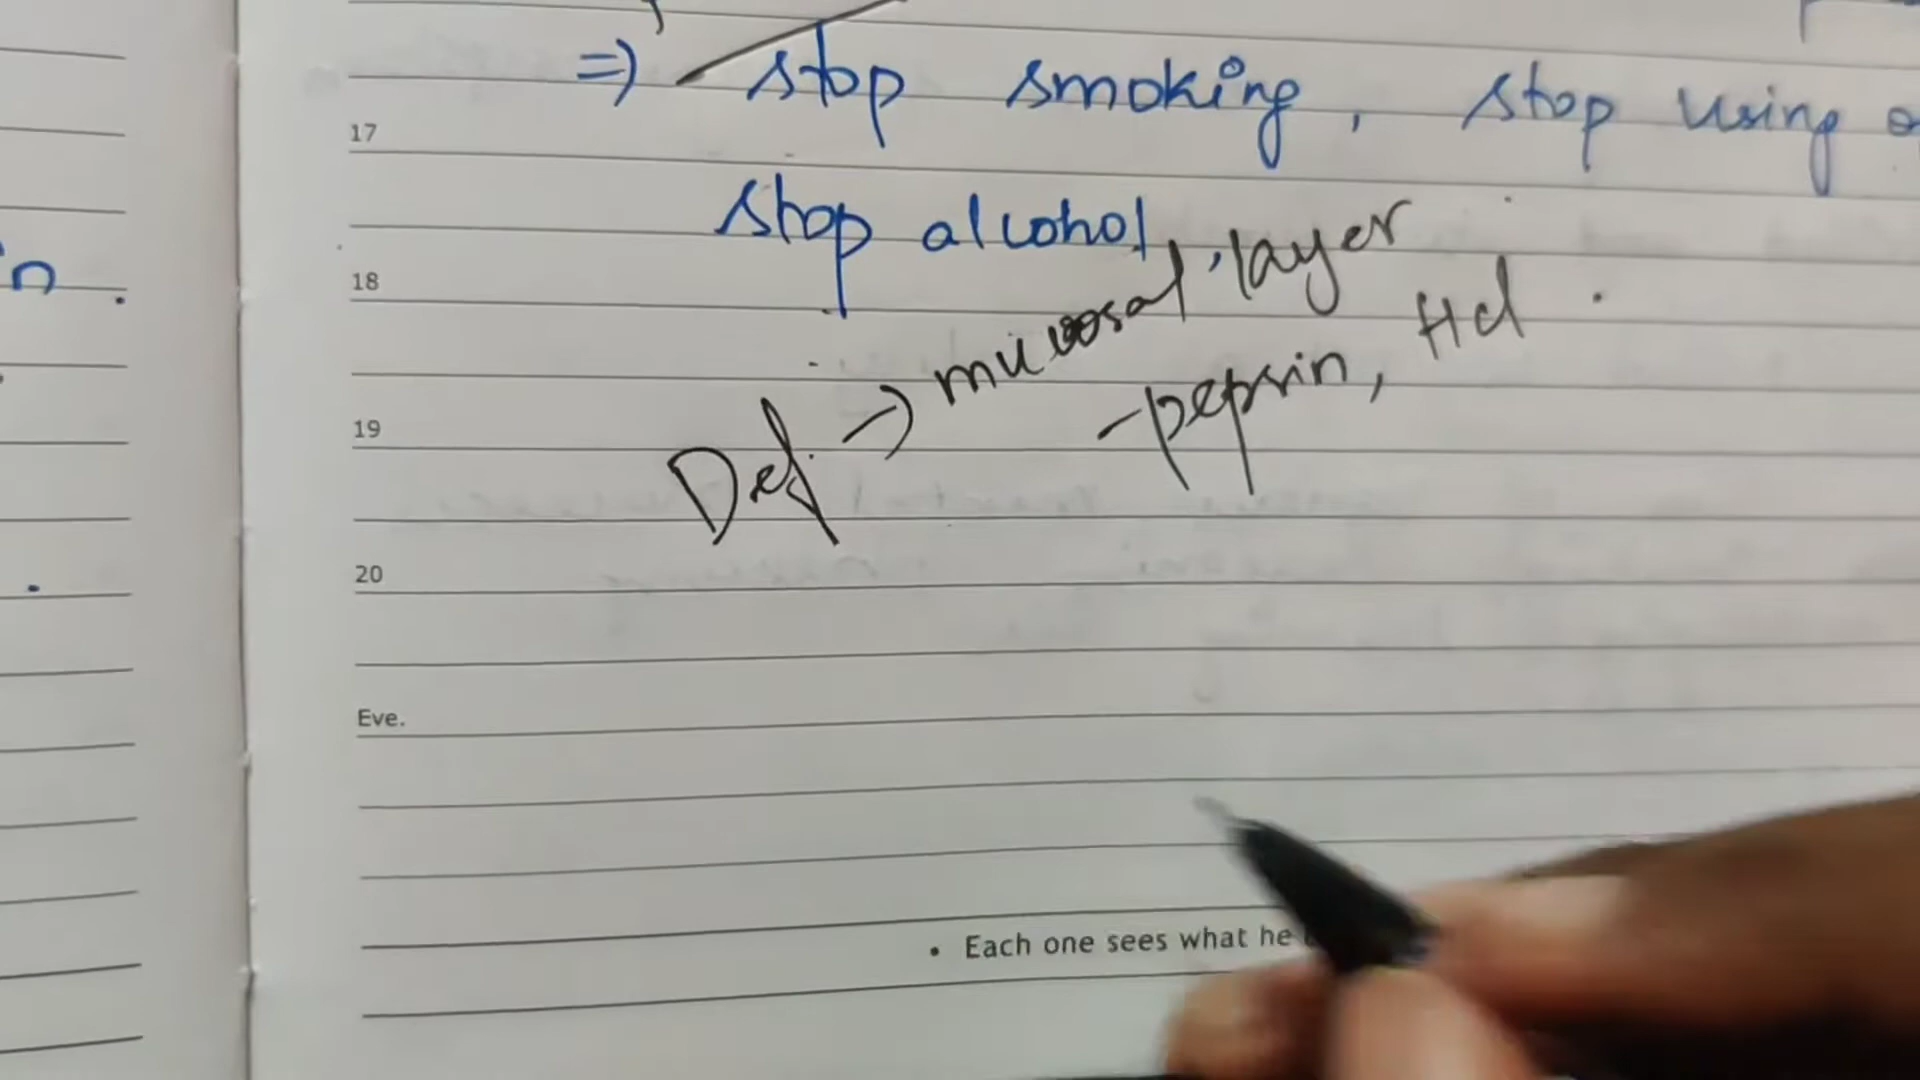 ⇒ stop smoking, stop using
17
stop alcohol
18
Def → mucosal layer
- pepsin, Hcl.
19
20
Eve.
• Each one sees what he